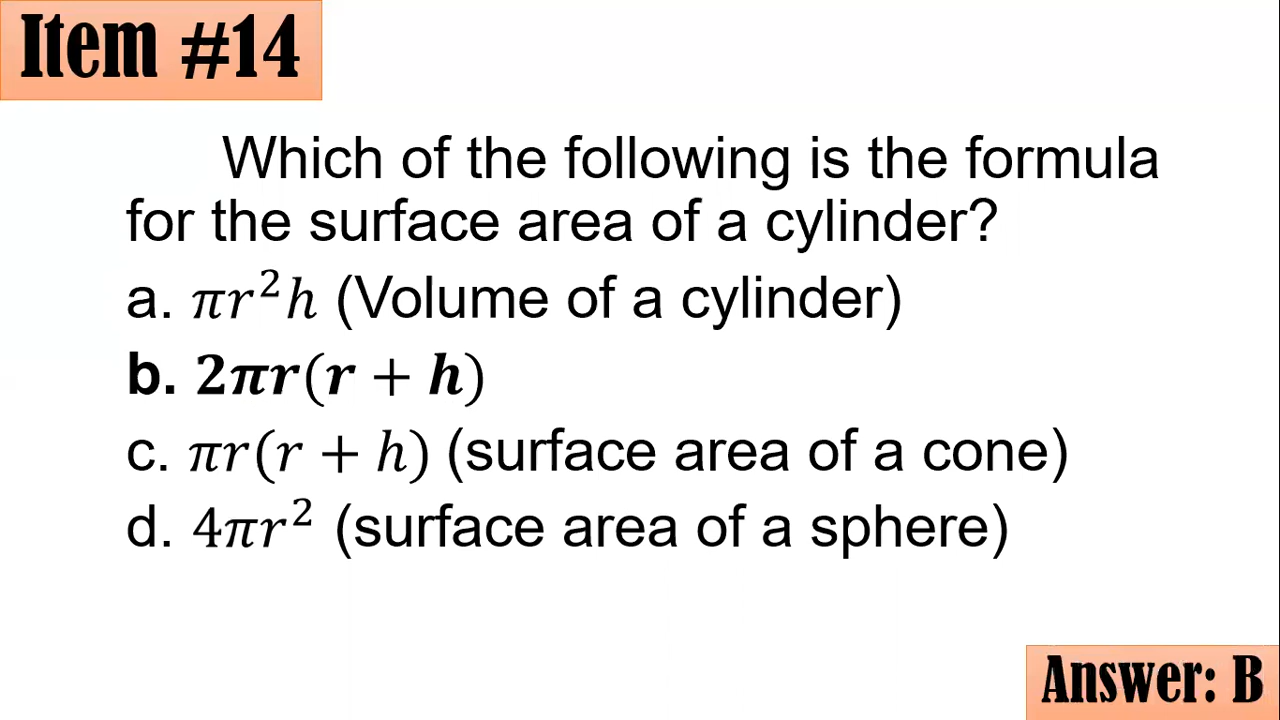 Item #14
Which of the following is the formula
for the surface area of a cylinder?
a. 𝜋𝑟²ℎ (Volume of a cylinder)
b. 𝟐𝝅𝒓(𝒓 + 𝒉)
c. 𝜋𝑟(𝑟 + ℎ) (surface area of a cone)
d. 4𝜋𝑟² (surface area of a sphere)
Answer: B